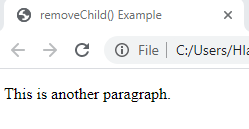 removeChild() Example
File
C:/Users/Hla
This is another paragraph.